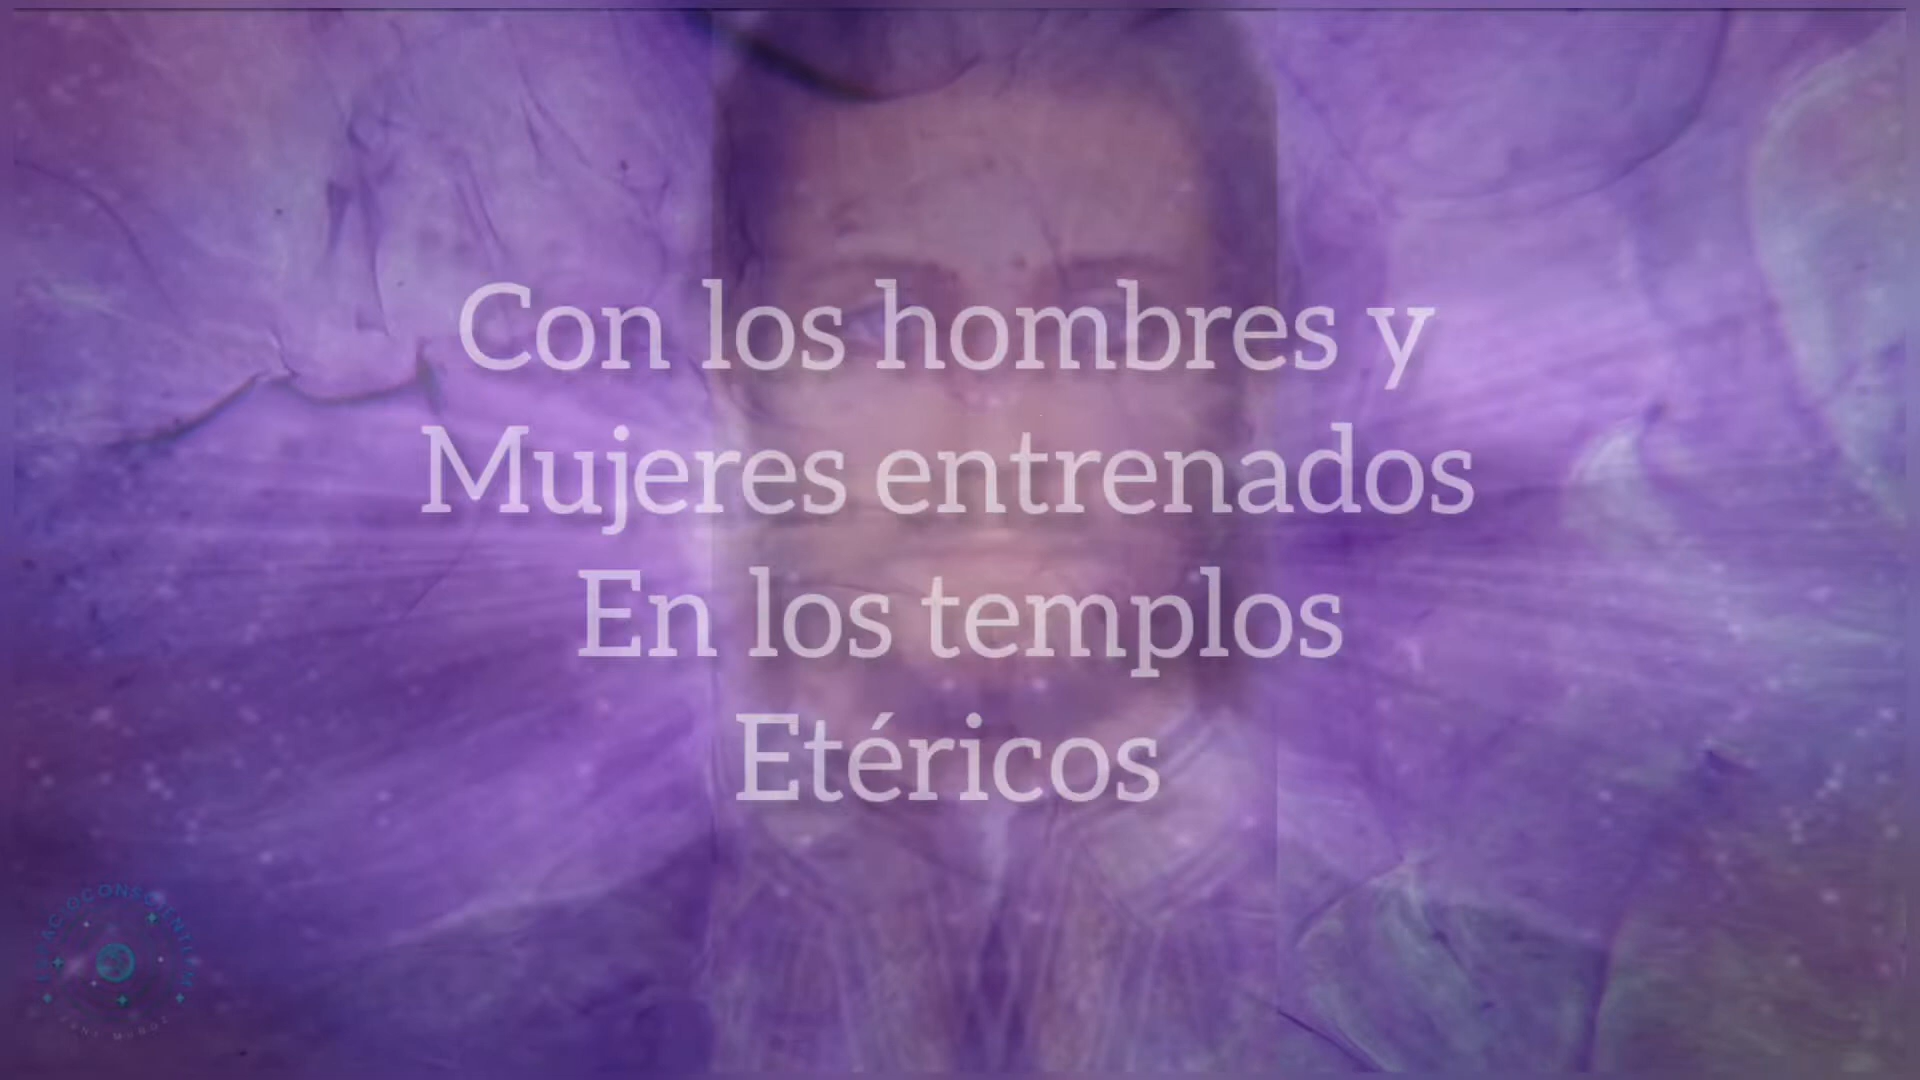 Con los hombres y
Mujeres entrenados
En los templos
Etéricos